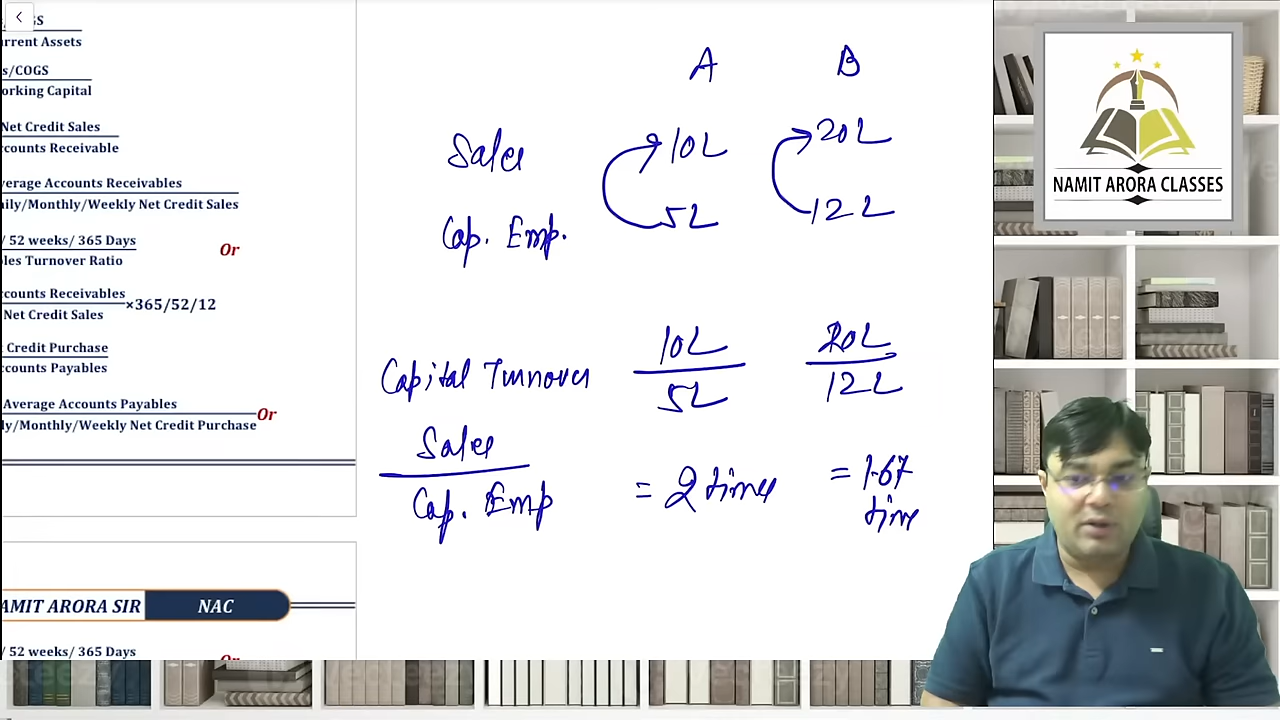 GS
rrent Assets
s/COGS
orking Capital
Net Credit Sales
counts Receivable
verage Accounts Receivables
ily/Monthly/Weekly Net Credit Sales
/ 52 weeks/ 365 Days
Or
les Turnover Ratio
counts Receivables
×365/52/12
Net Credit Sales
Credit Purchase
counts Payables
Average Accounts Payables
Or
ly/Monthly/Weekly Net Credit Purchase
AMIT ARORA SIR NAC
/ 52 weeks/ 365 Days
A B
Sales 10L 20L
Cap. Emp. 5L 12L
Capital Turnover 10L 20L
5L 12L
Sales
Cap. Emp = 2 times = 1.67
time
NAMIT ARORA CLASSES